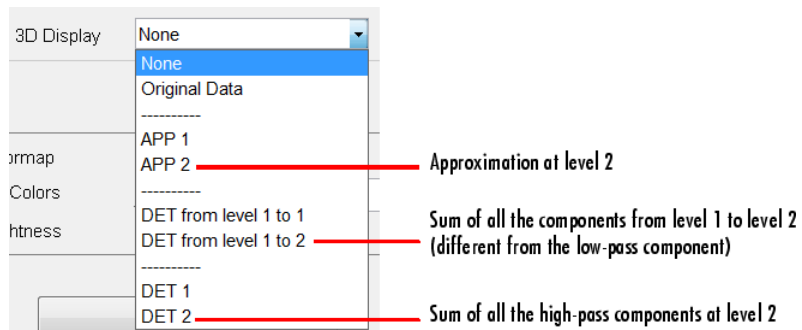 3D Display None
None
Original Data
----------
APP 1
APP 2 Approximation at level 2
ormap
----------
Colors
DET from level 1 to 1
DET from level 1 to 2 Sum of all the components from level 1 to level 2
(different from the low-pass component)
htness
----------
DET 1
DET 2 Sum of all the high-pass components at level 2